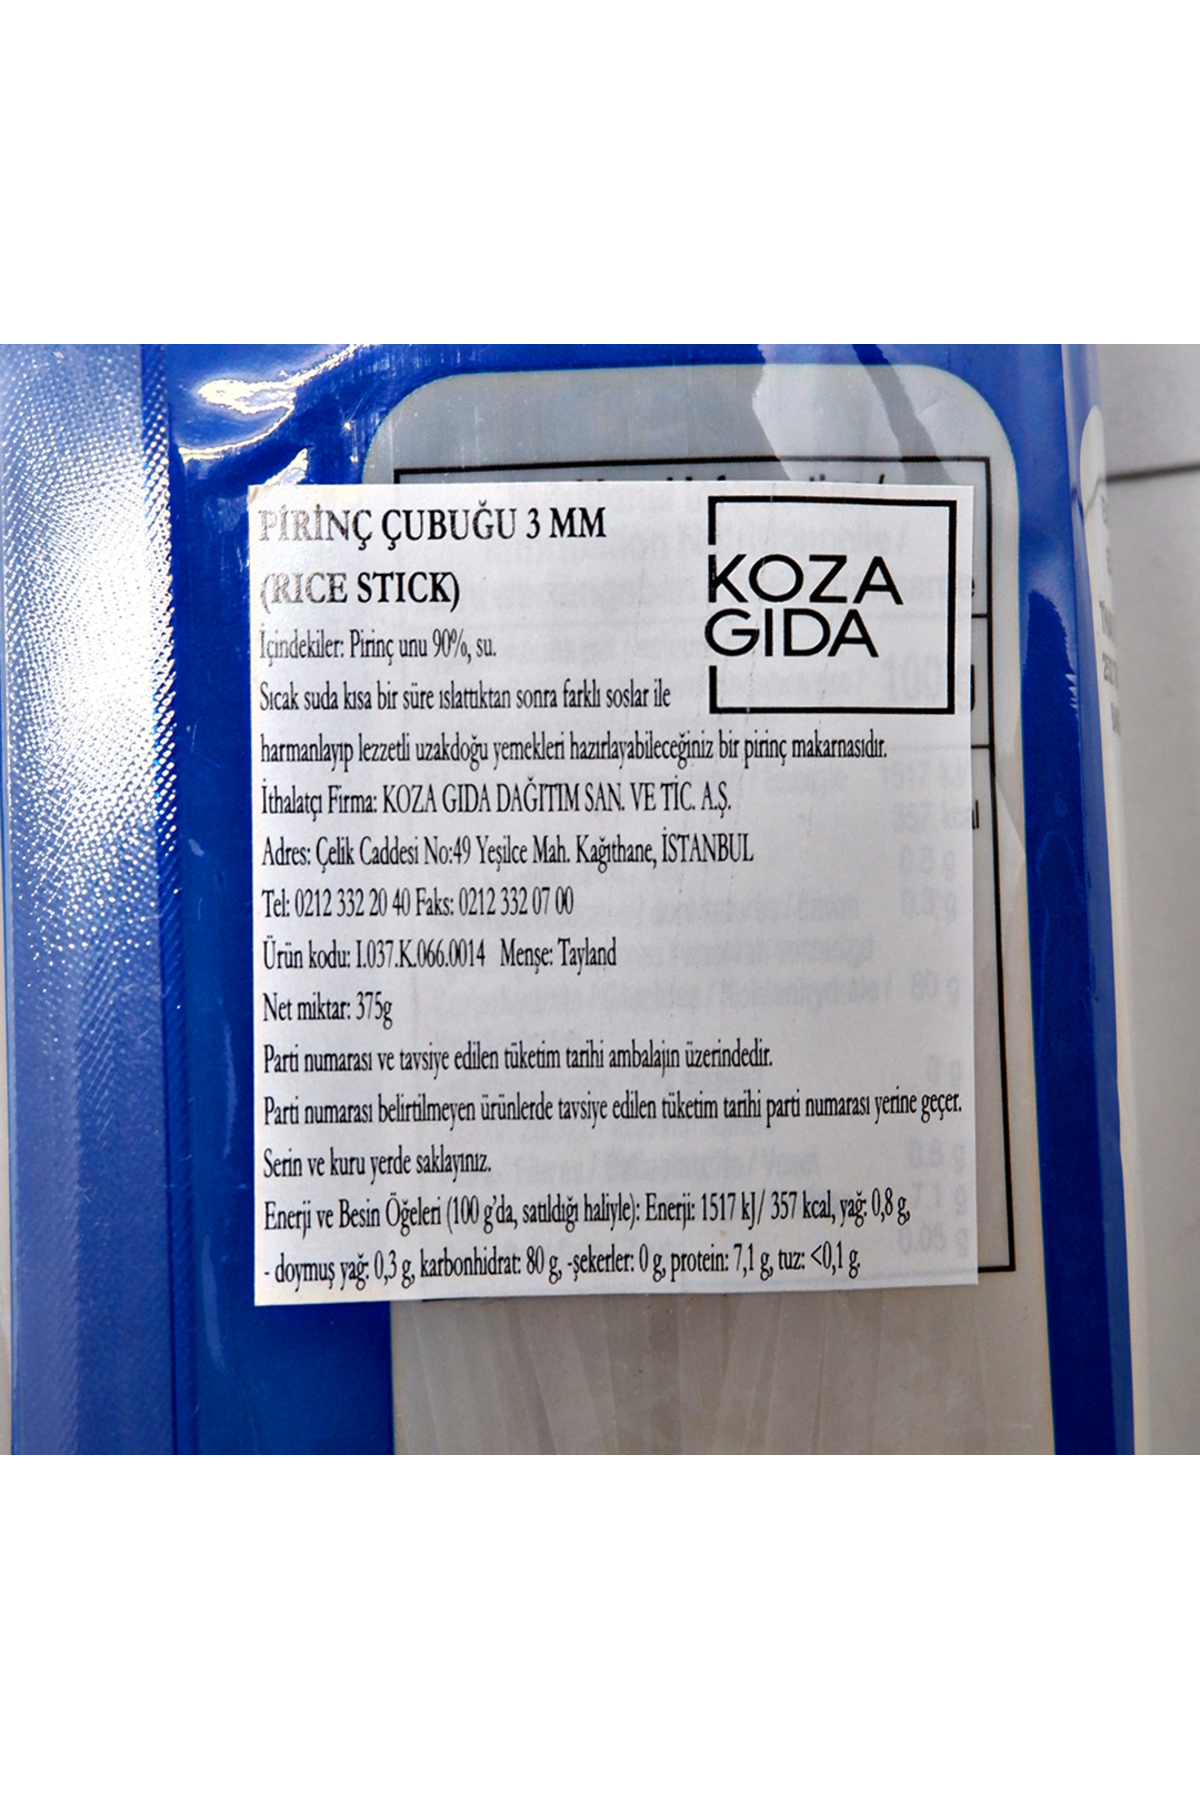 PİRİNÇ ÇUBUĞU 3 MM
(RICE STICK)
KOZA
GIDA
İçindekiler: Pirinç unu 90%, su.
Sıcak suda kısa bir süre ıslattıktan sonra farklı soslar ile
harmanlayıp lezzetli uzakdoğu yemekleri hazırlayabileceğiniz bir pirinç makarnasıdır.
İthalatçı Firma: KOZA GIDA DAĞITIM SAN. VE TİC. A.Ş.
Adres: Çelik Caddesi No:49 Yeşilce Mah. Kağıthane, İSTANBUL
Tel: 0212 332 20 40 Faks: 0212 332 07 00
Ürün kodu: I.037.K.066.0014 Menşe: Tayland
Net miktar: 375g
Parti numarası ve tavsiye edilen tüketim tarihi ambalajın üzerindedir.
Parti numarası belirtilmeyen ürünlerde tavsiye edilen tüketim tarihi parti numarası yerine geçer.
Serin ve kuru yerde saklayınız.
Enerji ve Besin Öğeleri (100 g'da, satıldığı haliyle): Enerji: 1517 kJ/ 357 kcal, yağ: 0,8 g,
- doymuş yağ: 0,3 g, karbonhidrat: 80 g, -şekerler: 0 g, protein: 7,1 g, tuz: <0,1 g.